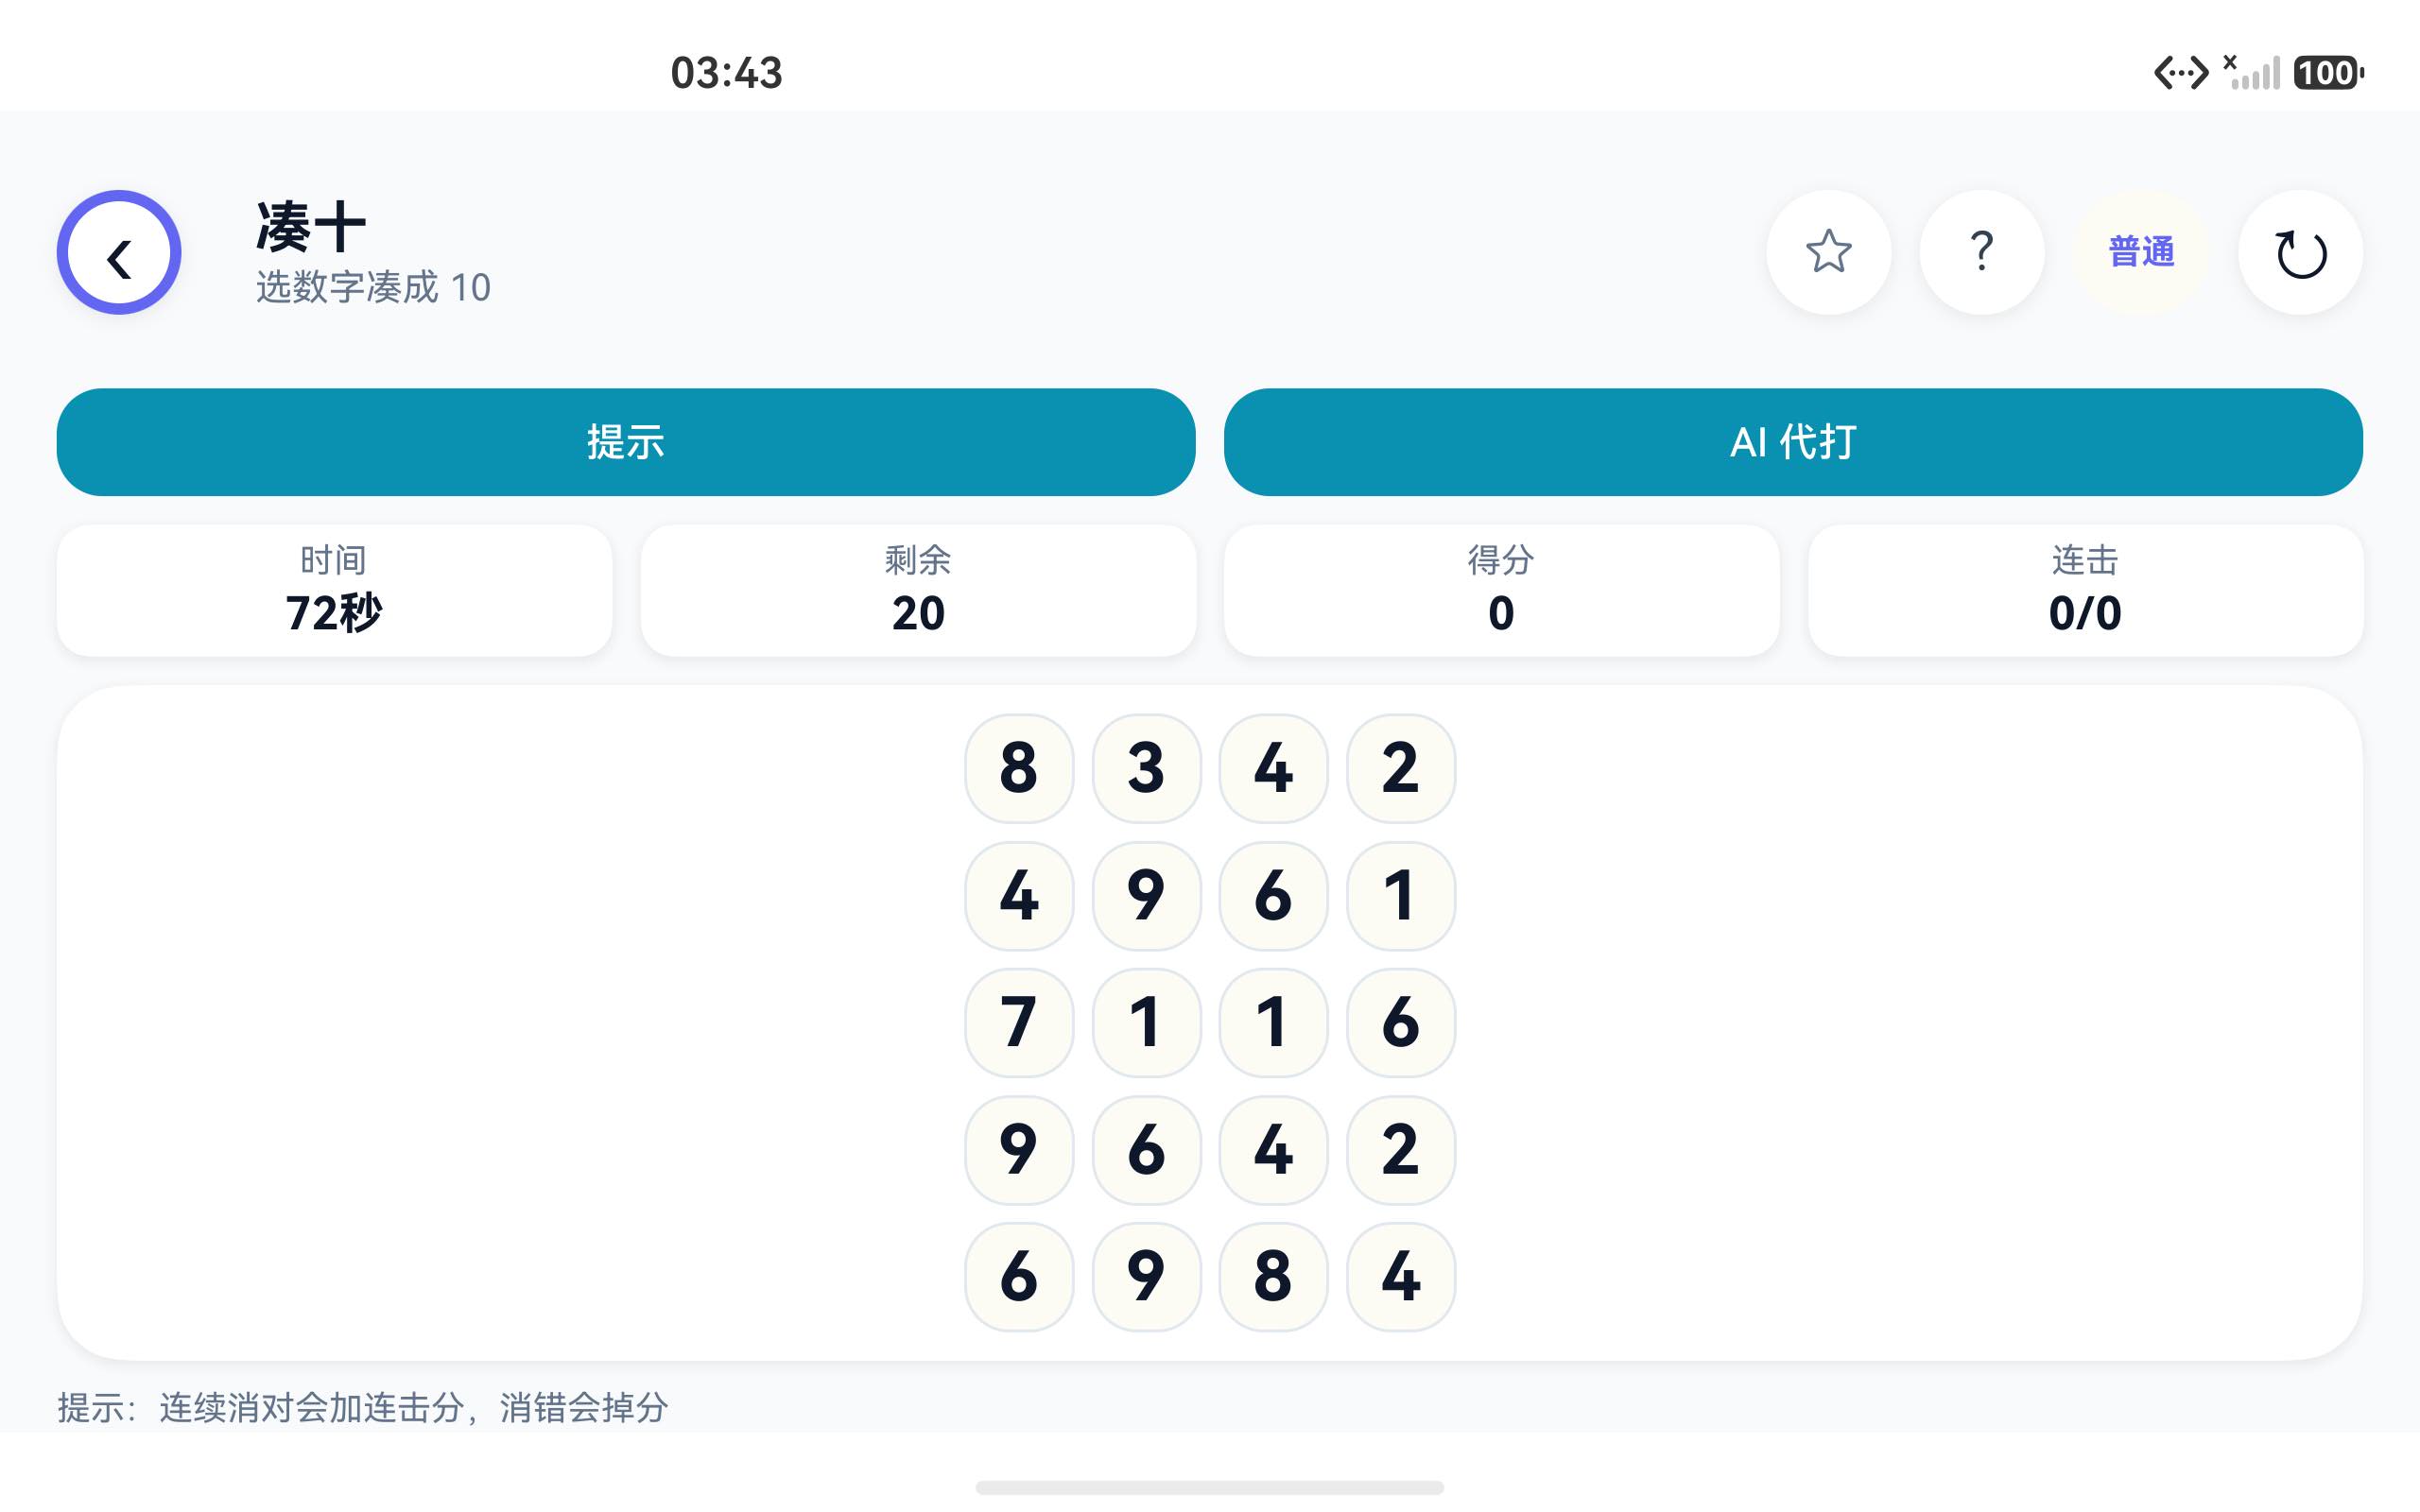 03:43
100
凑十
选数字凑成 10
?
普通
提示
AI 代打
时间
72秒
剩余
20
得分
0
连击
0/0
8 3 4 2
4 9 6 1
7 1 1 6
9 6 4 2
6 9 8 4
提示：连续消对会加连击分，消错会掉分